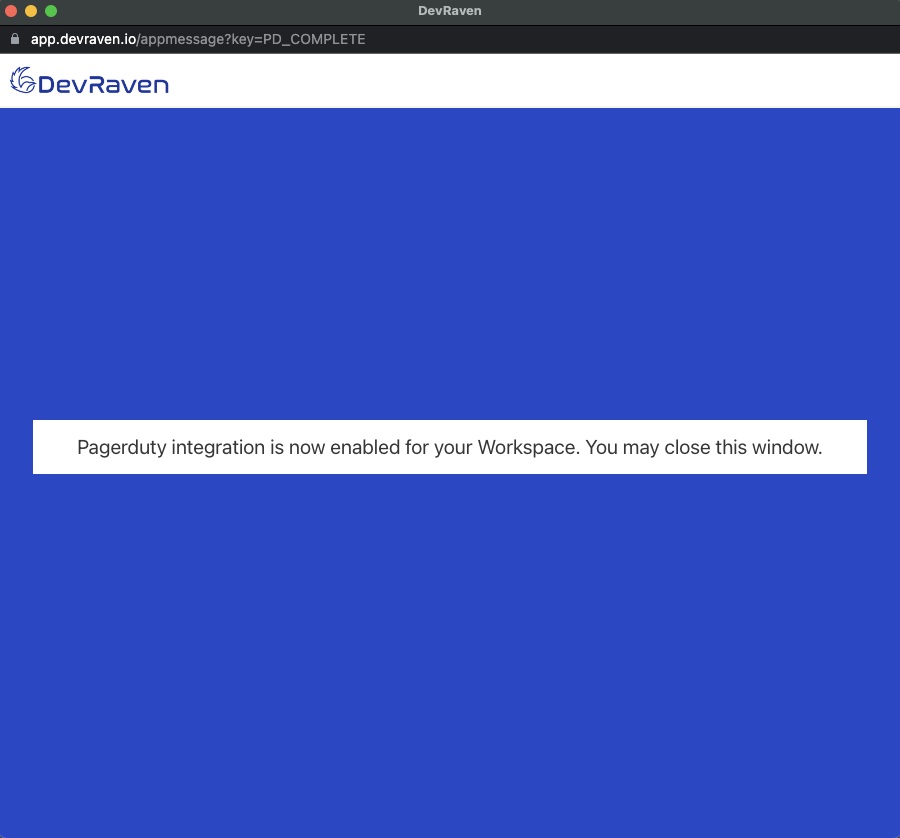 DevRaven
app.devraven.io/appmessage?key=PD_COMPLETE
DevRaven
Pagerduty integration is now enabled for your Workspace. You may close this window.